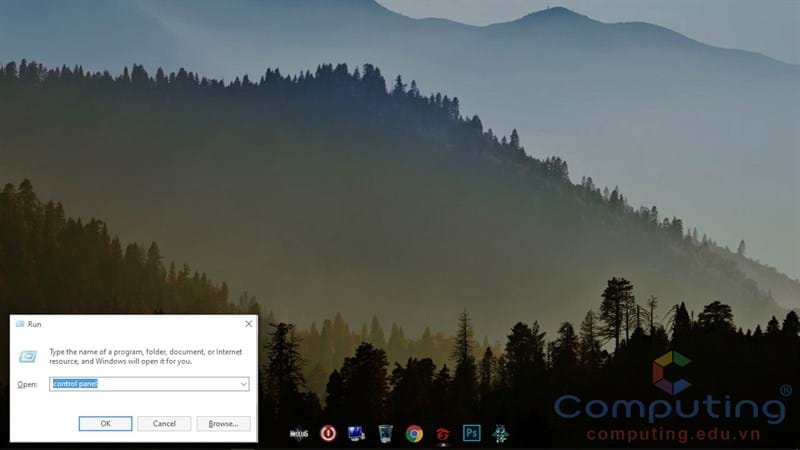 Run
Type the name of a program, folder, document, or Internet
resource, and Windows will open it for you.
Open:
control panel
OK
Cancel
Browse...
NEXUS
Ps
Computing®
computing.edu.vn